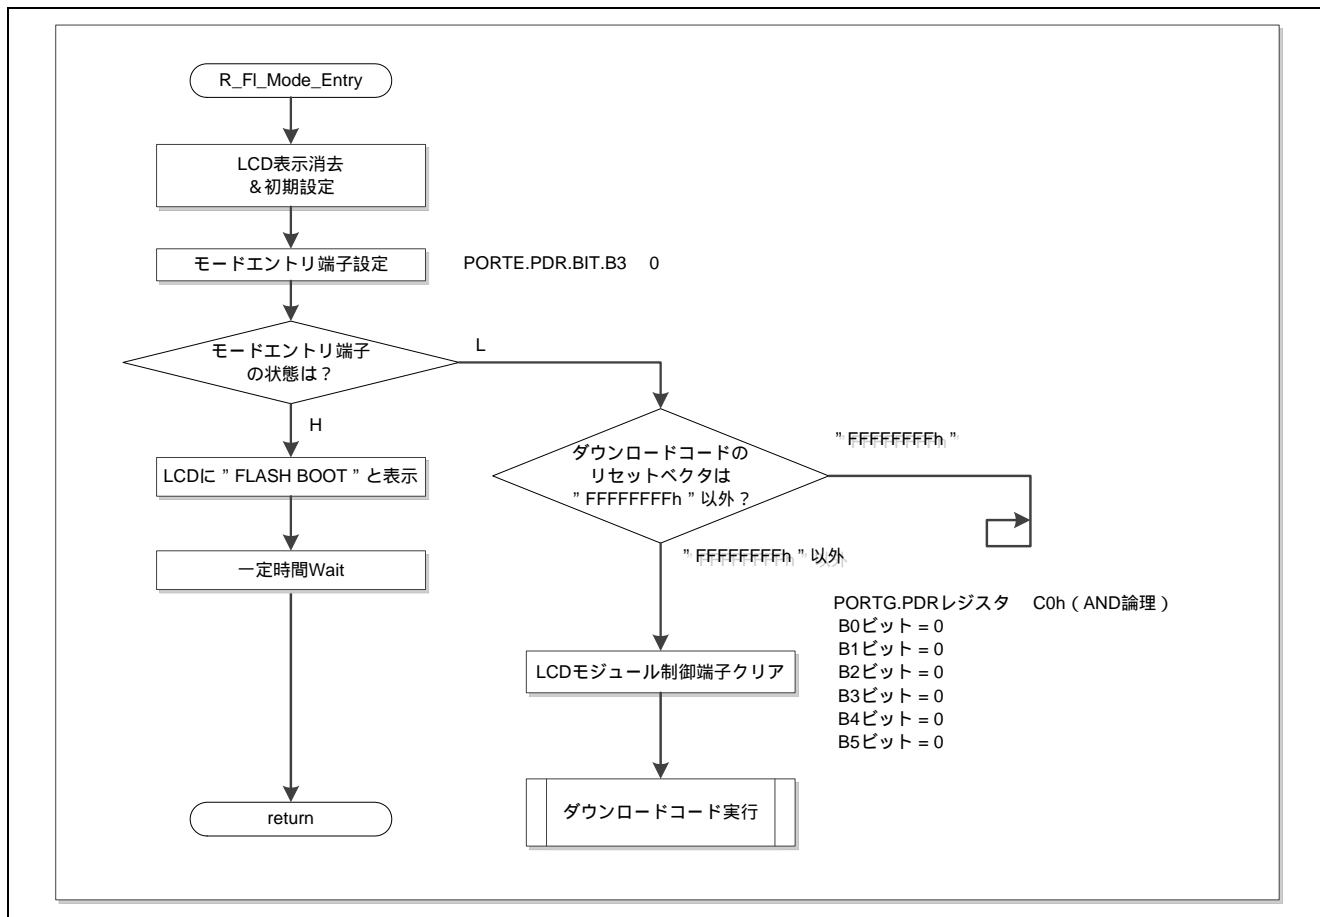 R_Fl_Mode_Entry
LCD表示消去
＆初期設定
モードエントリ端子設定
PORTE.PDR.BIT.B3 0
モードエントリ端子
の状態は？
L
H
LCDに ” FLASH BOOT ” と表示
一定時間Wait
return
ダウンロードコードの
リセットベクタは
” FFFFFFFFh ” 以外？
” FFFFFFFFh ”
” FFFFFFFFh ” 以外
PORTG.PDRレジスタ C0h（AND論理）
B0ビット = 0
B1ビット = 0
B2ビット = 0
B3ビット = 0
B4ビット = 0
B5ビット = 0
LCDモジュール制御端子クリア
ダウンロードコード実行